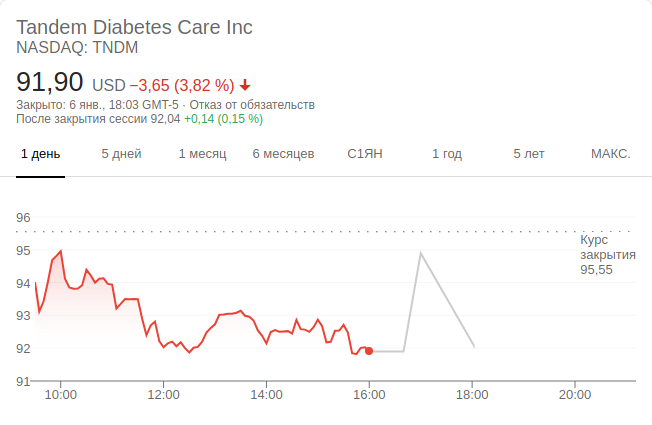 Tandem Diabetes Care Inc
NASDAQ: TNDM
91,90 USD −3,65 (3,82 %)
Закрыто: 6 янв., 18:03 GMT-5 · Отказ от обязательств
После закрытия сессии 92,04 +0,14 (0,15 %)
1 день 5 дней 1 месяц 6 месяцев С1ЯН 1 год 5 лет МАКС.
96
Курс
закрытия
95,55
95
94
93
92
91
10:00 12:00 14:00 16:00 18:00 20:00